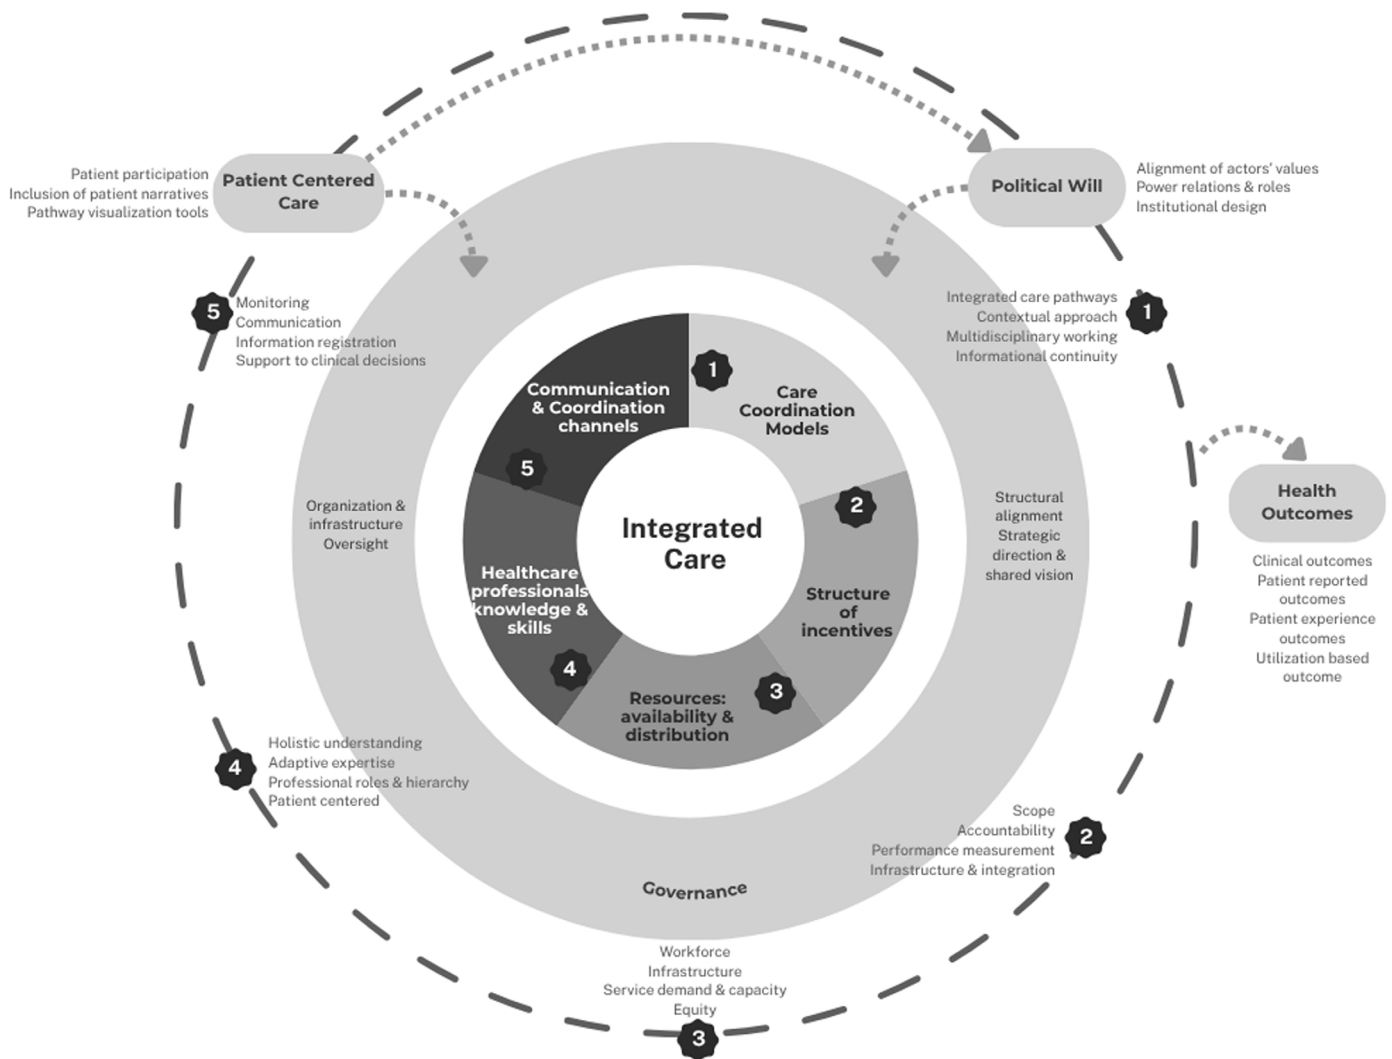 Patient participation
Inclusion of patient narratives
Pathway visualization tools
Patient Centered
Care
Political Will
Alignment of actors' values
Power relations & roles
Institutional design
5
Monitoring
Communication
Information registration
Support to clinical decisions
Integrated care pathways
Contextual approach
Multidisciplinary working
Informational continuity
1
Communication
& Coordination
channels
5
1
Care
Coordination
Models
2
Structure
of
incentives
3
Resources:
availability &
distribution
4
Healthcare
professionals
knowledge &
skills
Integrated
Care
Organization &
infrastructure
Oversight
Structural
alignment
Strategic
direction &
shared vision
Health
Outcomes
Clinical outcomes
Patient reported
outcomes
Patient experience
outcomes
Utilization based
outcome
4
Holistic understanding
Adaptive expertise
Professional roles & hierarchy
Patient centered
Scope
Accountability
Performance measurement
Infrastructure & integration
2
Governance
Workforce
Infrastructure
Service demand & capacity
Equity
3